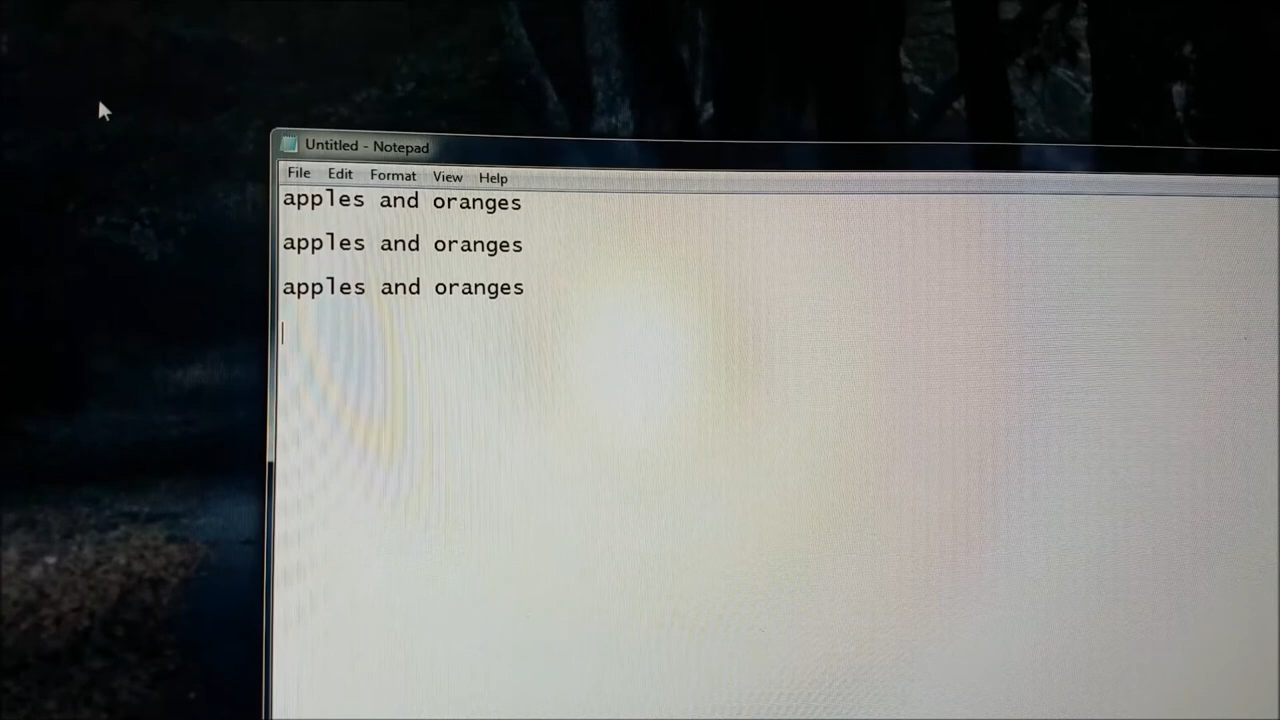 Untitled - Notepad
File Edit Format View Help
apples and oranges
apples and oranges
apples and oranges